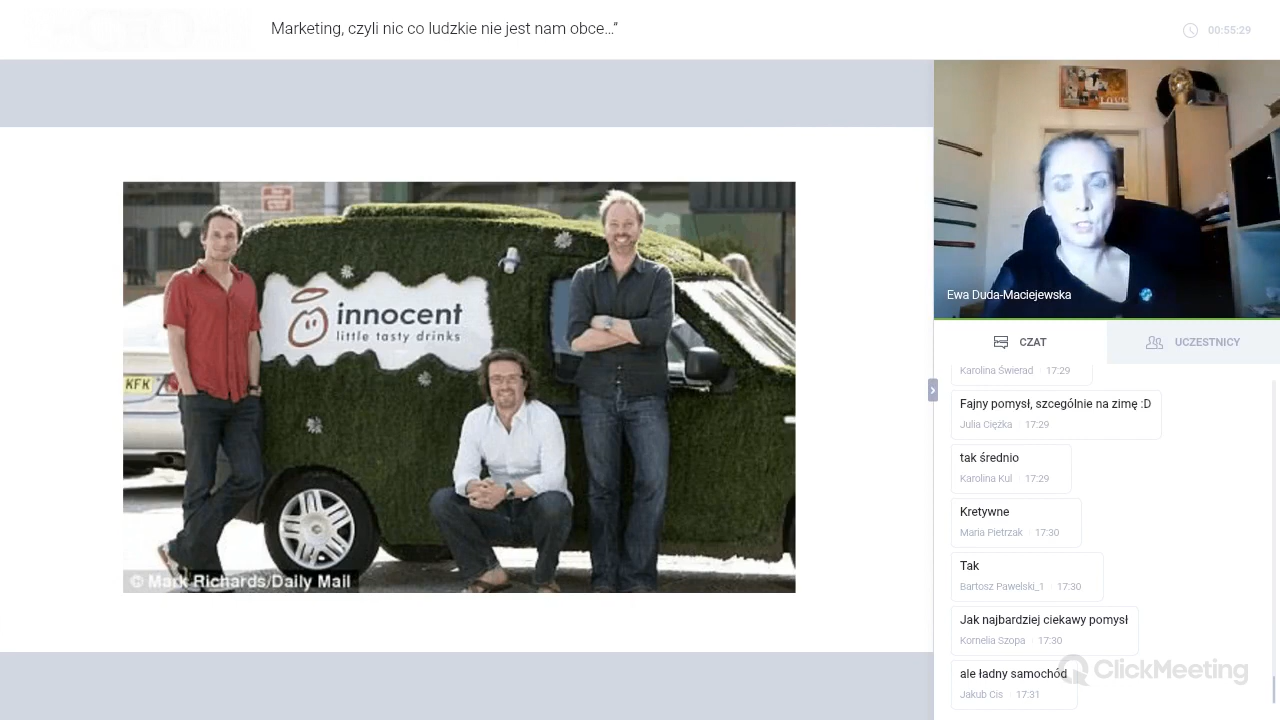 Marketing, czyli nic co ludzkie nie jest nam obce...”
00:55:29
innocent
little tasty drinks
KFK
© Mark Richards/Daily Mail
Ewa Duda-Maciejewska
CZAT
UCZESTNICY
Karolina Świerad 17:29
Fajny pomysł, szcególnie na zimę :D
Julia Ciężka 17:29
tak średnio
Karolina Kul 17:29
Kretywne
Maria Pietrzak 17:30
Tak
Bartosz Pawelski_1 17:30
Jak najbardziej ciekawy pomysł
Kornelia Szopa 17:30
ale ładny samochód
Jakub Cis 17:31
ClickMeeting